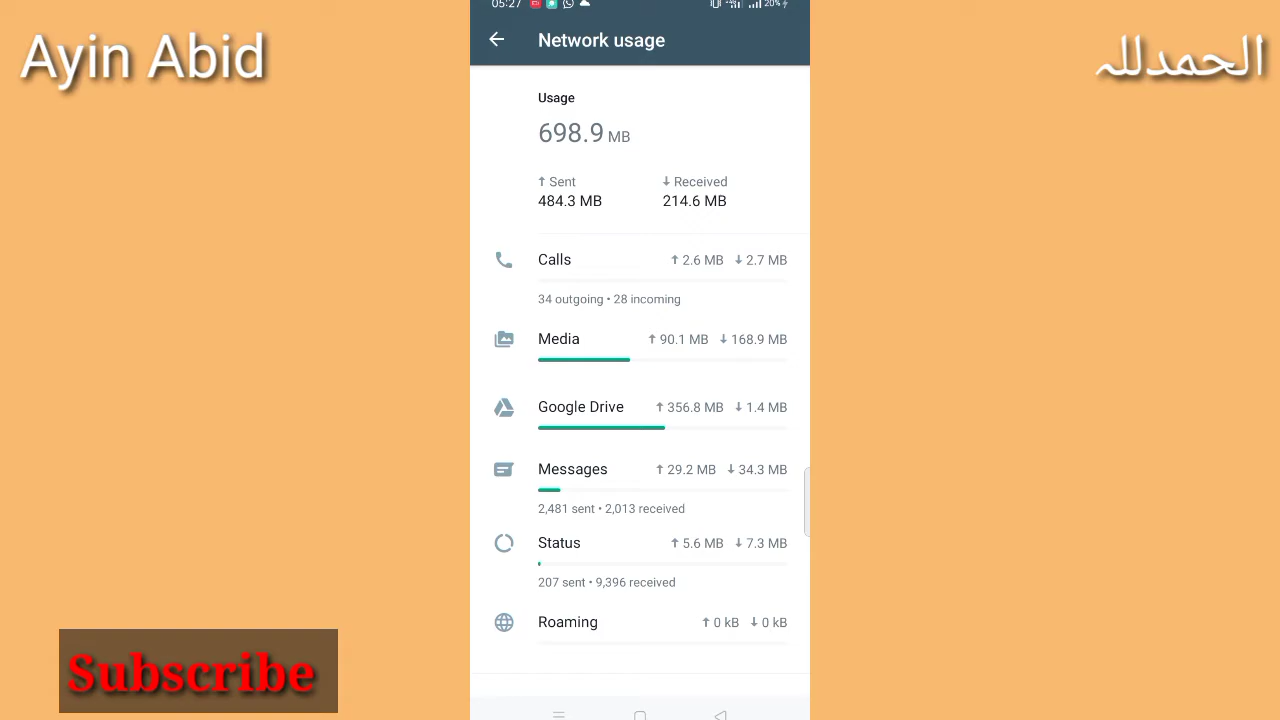 Ayin Abid
الحمدللہ
05:27 20%
Network usage
Usage
698.9 MB
↑ Sent ↓ Received
484.3 MB 214.6 MB
Calls ↑ 2.6 MB ↓ 2.7 MB
34 outgoing • 28 incoming
Media ↑ 90.1 MB ↓ 168.9 MB
Google Drive ↑ 356.8 MB ↓ 1.4 MB
Messages ↑ 29.2 MB ↓ 34.3 MB
2,481 sent • 2,013 received
Status ↑ 5.6 MB ↓ 7.3 MB
207 sent • 9,396 received
Roaming ↑ 0 kB ↓ 0 kB
Subscribe